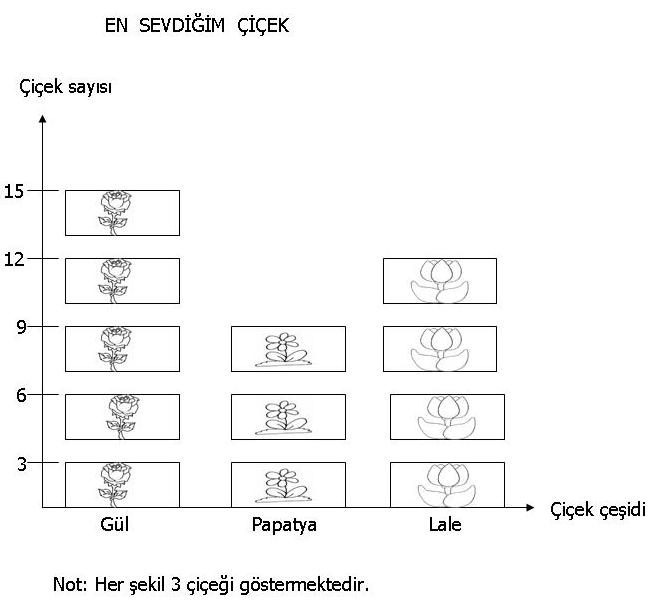 EN SEVDİĞİM ÇİÇEK
Çiçek sayısı
15
12
9
6
3
Gül Papatya Lale
Çiçek çeşidi
Not: Her şekil 3 çiçeği göstermektedir.